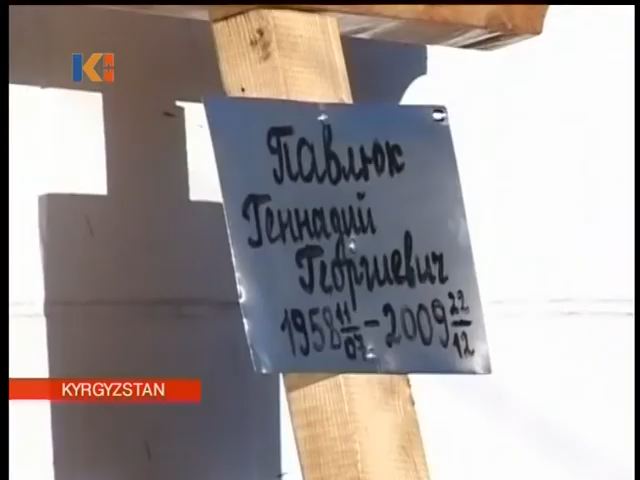 K+
Павлюк
Геннадий
Георгиевич
1958 11/07 - 2009 22/12
KYRGYZSTAN